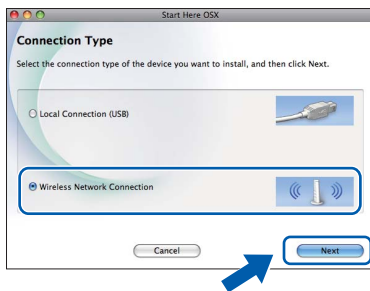 Start Here OSX
Connection Type
Select the connection type of the device you want to install, and then click Next.
Local Connection (USB)
Wireless Network Connection
Cancel
Next